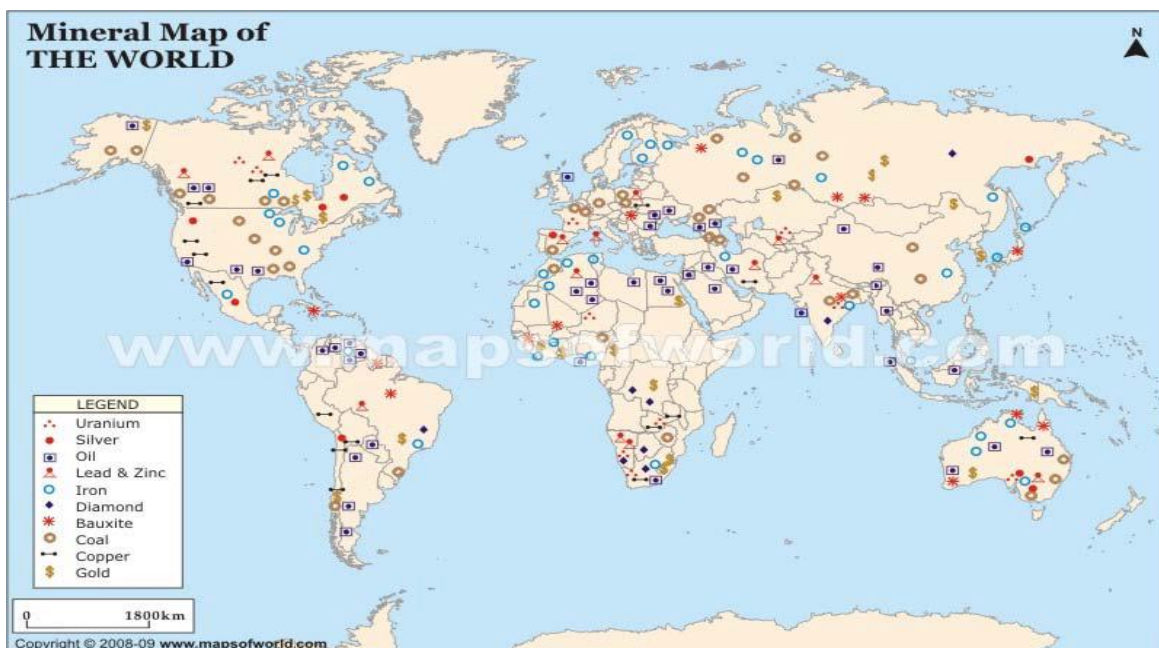 Mineral Map of
THE WORLD
N
www.mapsofworld.com
LEGEND
Uranium
Silver
Oil
Lead & Zinc
Iron
Diamond
Bauxite
Coal
Copper
Gold
0 1800km
Copyright © 2008-09 www.mapsofworld.com